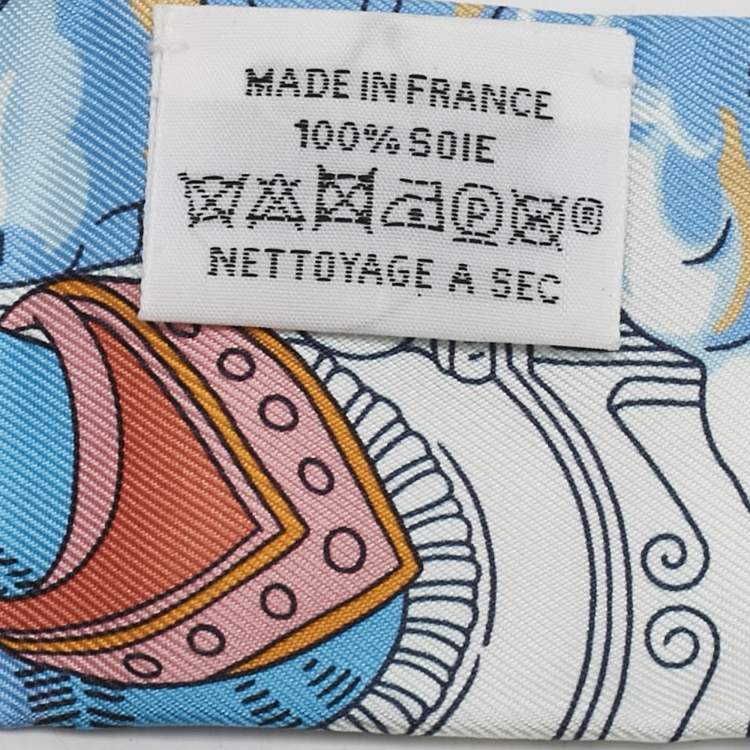 MADE IN FRANCE
100% SOIE
P ®
NETTOYAGE A SEC